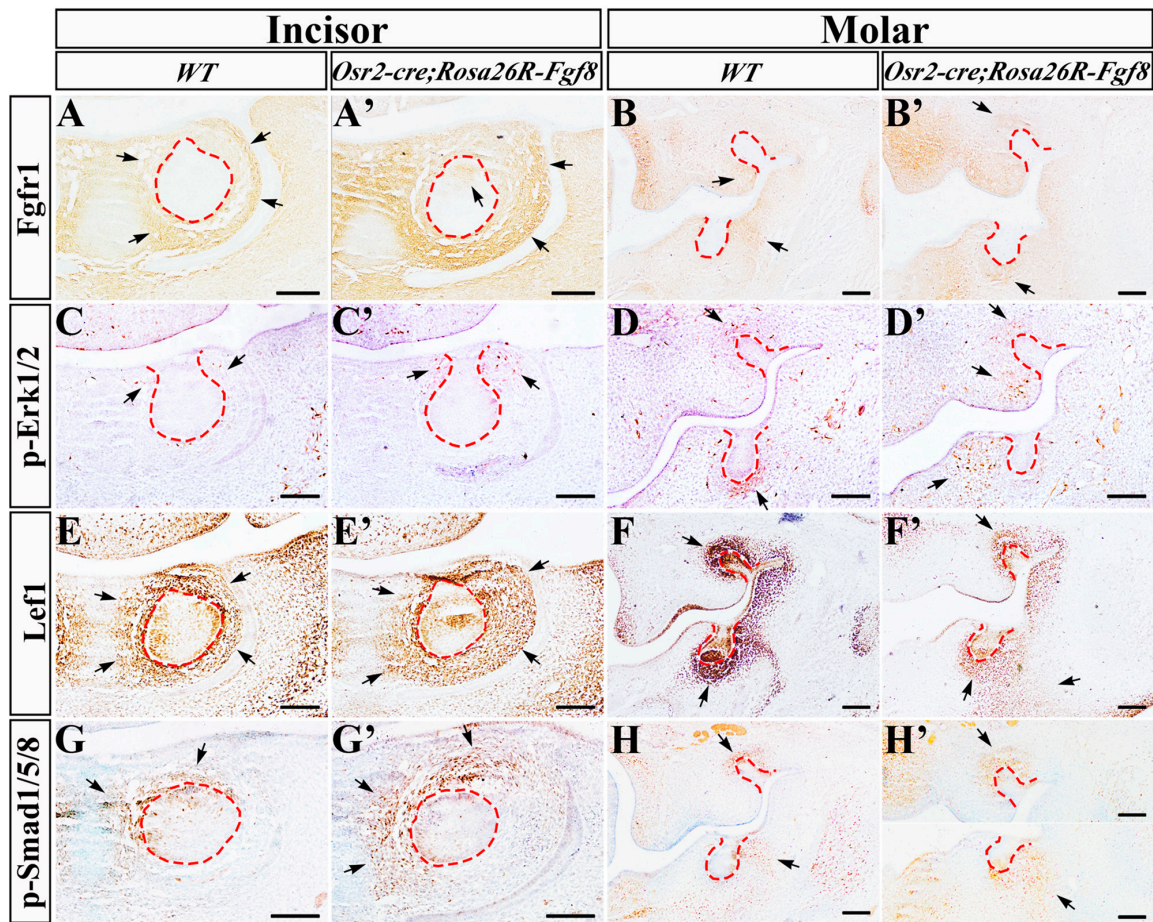 Incisor Molar
WT Osr2-cre;Rosa26R-Fgf8 WT Osr2-cre;Rosa26R-Fgf8
Fgfr1 A A’ B B’
p-Erk1/2 C C’ D D’
Lef1 E E’ F F’
p-Smad1/5/8 G G’ H H’